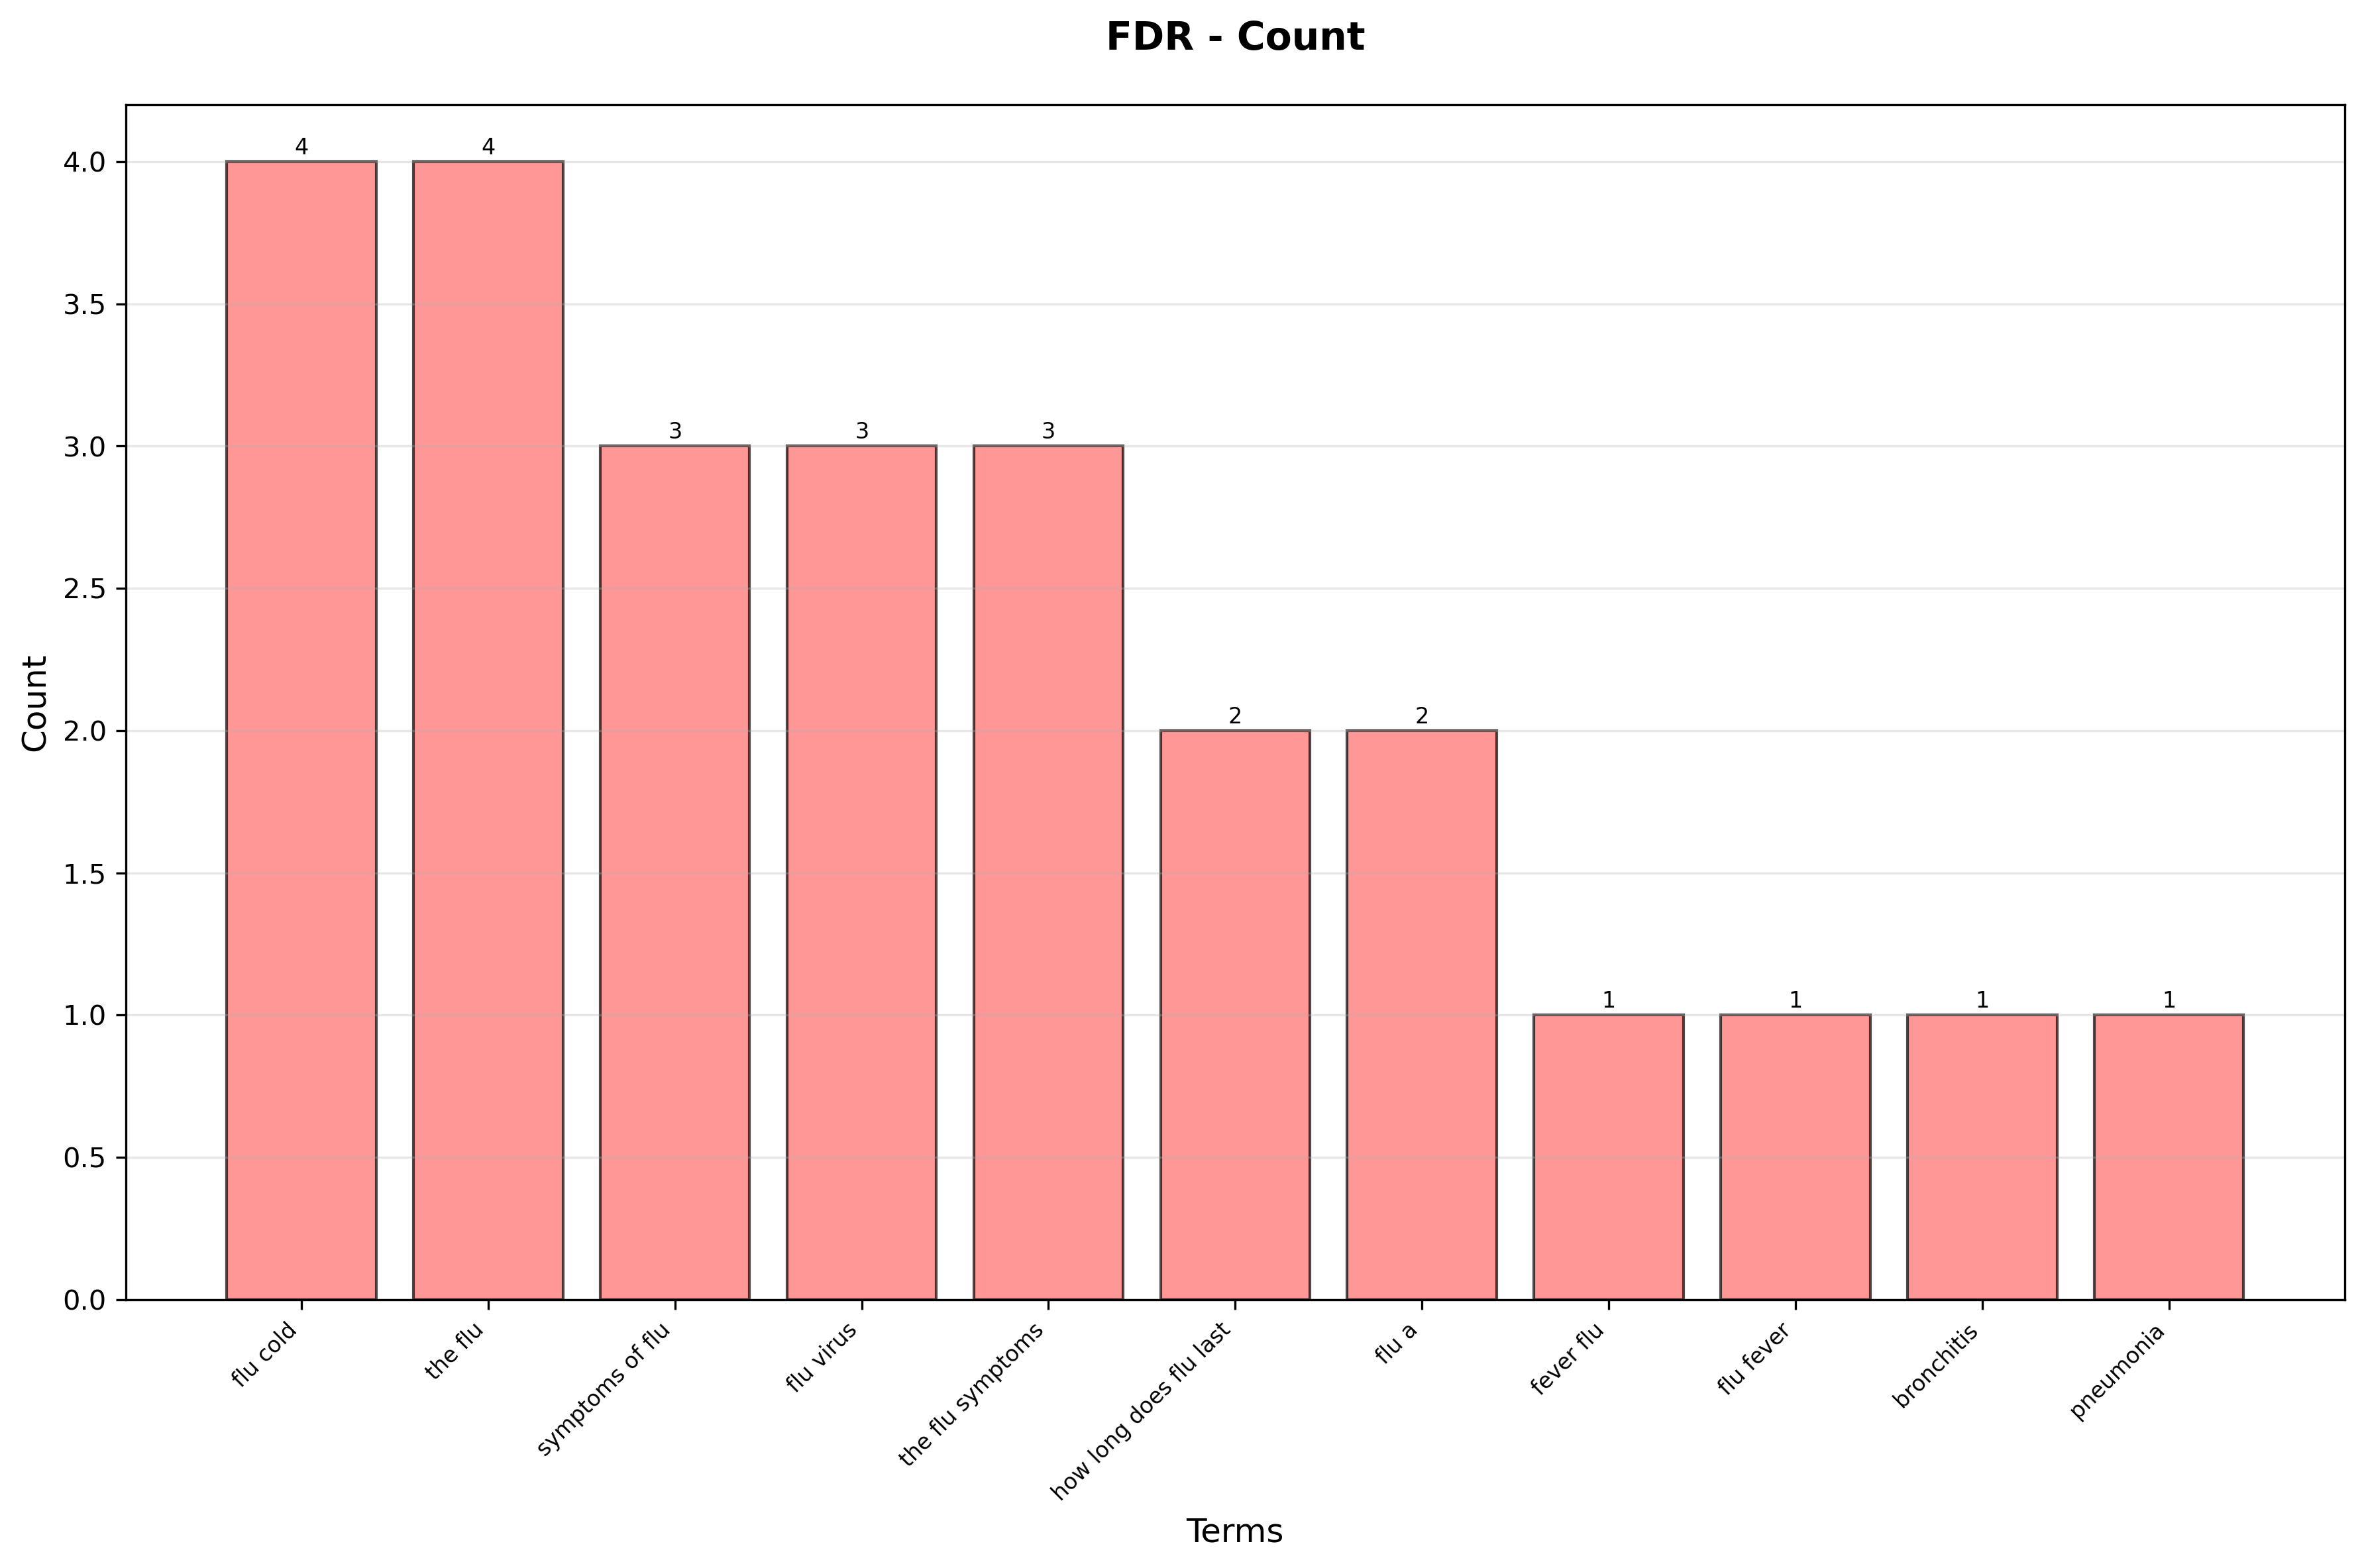 FDR - Count
4
4
3
3
3
2
2
1
1
1
1
4.0
3.5
3.0
2.5
2.0
1.5
1.0
0.5
0.0
Count
flu cold
the flu
symptoms of flu
flu virus
the flu symptoms
how long does flu last
flu a
fever flu
flu fever
bronchitis
pneumonia
Terms